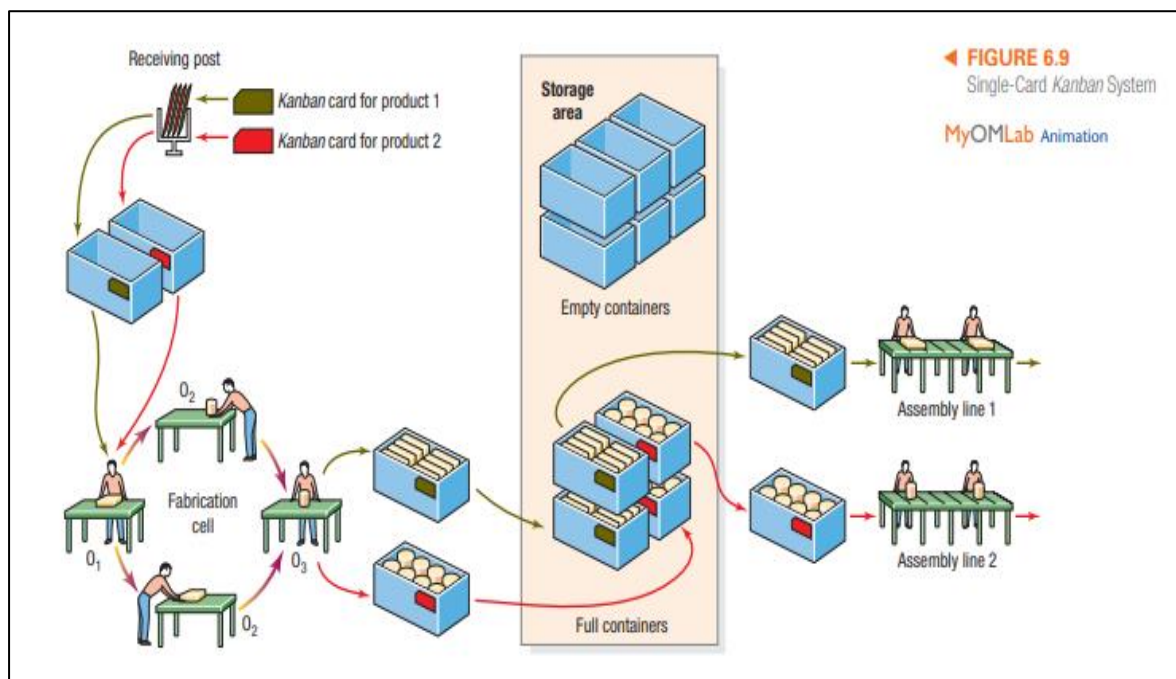 Receiving post
Kanban card for product 1
Kanban card for product 2
Storage
area
◄ FIGURE 6.9
Single-Card Kanban System
MyOMLab Animation
Empty containers
O2
Fabrication
cell
O1
O3
O2
Assembly line 1
Assembly line 2
Full containers